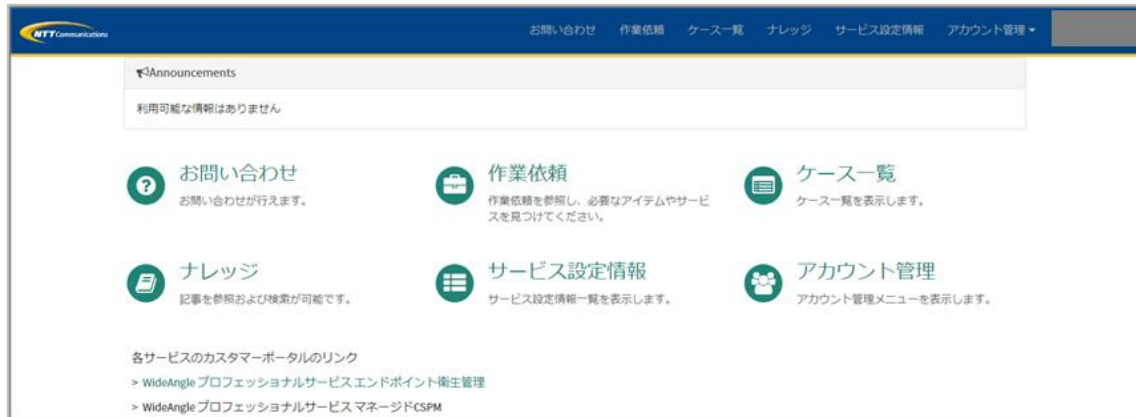 NTT Communications
お問い合わせ 作業依頼 ケース一覧 ナレッジ サービス設定情報 アカウント管理
Announcements
利用可能な情報はありません
お問い合わせ
お問い合わせが行えます。
作業依頼
作業依頼を参照し、必要なアイテムやサービ
スを見つけてください。
ケース一覧
ケース一覧を表示します。
ナレッジ
記事を参照および検索が可能です。
サービス設定情報
サービス設定情報一覧を表示します。
アカウント管理
アカウント管理メニューを表示します。
各サービスのカスタマーポータルのリンク
> WideAngle プロフェッショナルサービス エンドポイント衛生管理
> WideAngle プロフェッショナルサービス マネージドCSPM